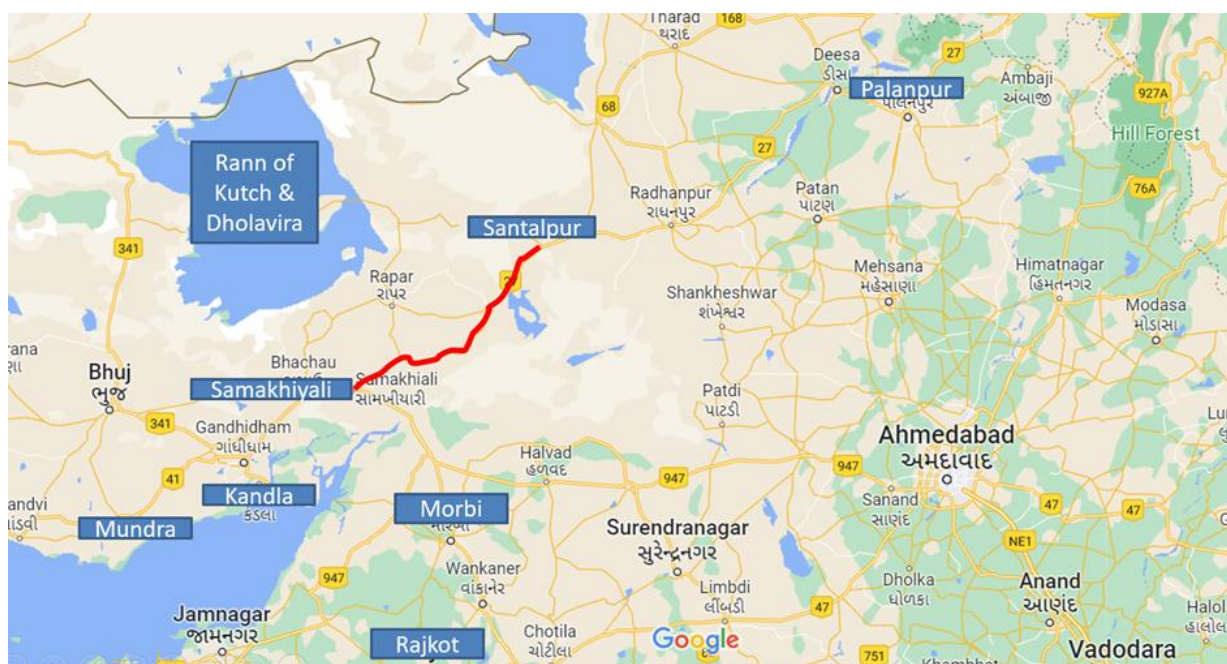 Tharad
થરાદ
168
Deesa
ડીસા
27
Ambaji
અંબાજી
927A
Palanpur
પાલનપુર
68
Hill Forest
27
Rann of
Kutch &
Dholavira
341
Radhanpur
રાધનપુર
Patan
પાટણ
76A
Santalpur
Rapar
રાપર
Mehsana
મહેસાણા
Himatnagar
હિંમતનગર
Shankheshwar
શંખેશ્વર
Modasa
મોડાસા
Bhachau
Bhuj
ભુજ
Samakhiyali
Samakhiali
સામખીયારી
Patdi
પાટડી
341
Gandhidham
ગાંધીધામ
Ahmedabad
અમદાવાદ
Halvad
હળવદ
947
947
41
Kandla
કંડલા
Sanand
સાણંદ
47
47
Mundra
Morbi
Surendranagar
સુરેન્દ્રનગર
NE1
947
Wankaner
વાંકાનેર
Limbdi
લીંબડી
Dholka
ધોળકા
Anand
આણંદ
47
Jamnagar
જામનગર
Rajkot
Chotila
ચોટીલા
Google
751
Vadodara